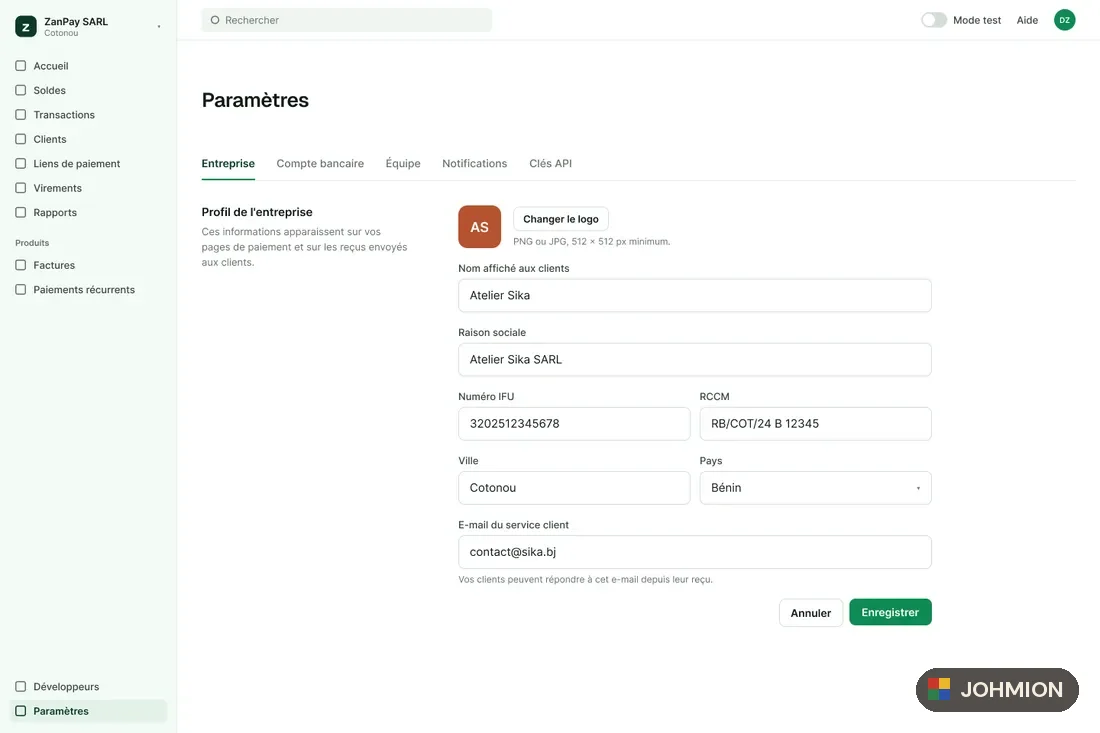 z
ZanPay SARL
Cotonou
Rechercher
Mode test
Aide
DZ
Accueil
Soldes
Transactions
Clients
Liens de paiement
Virements
Rapports
Produits
Factures
Paiements récurrents
Développeurs
Paramètres
Paramètres
Entreprise
Compte bancaire
Équipe
Notifications
Clés API
Profil de l'entreprise
Ces informations apparaissent sur vos
pages de paiement et sur les reçus envoyés
aux clients.
AS
Changer le logo
PNG ou JPG, 512 × 512 px minimum.
Nom affiché aux clients
Atelier Sika
Raison sociale
Atelier Sika SARL
Numéro IFU
3202512345678
RCCM
RB/COT/24 B 12345
Ville
Cotonou
Pays
Bénin
E-mail du service client
contact@sika.bj
Vos clients peuvent répondre à cet e-mail depuis leur reçu.
Annuler
Enregistrer
JOHMION